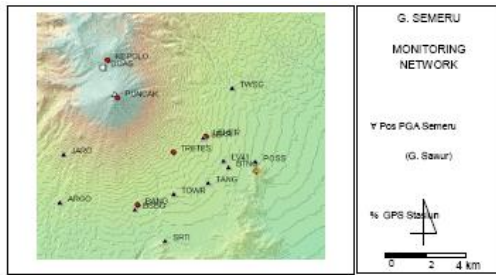 KEPOLO
PUNCAK
TWSC
JARO
TRETES
POSS
TANG
TOWR
ARGO
BANG
SRTI
G. SEMERU
MONITORING
NETWORK
∀ Pos PGA Semeru
(G. Sawur)
% GPS Stasiun
0 2 4 km